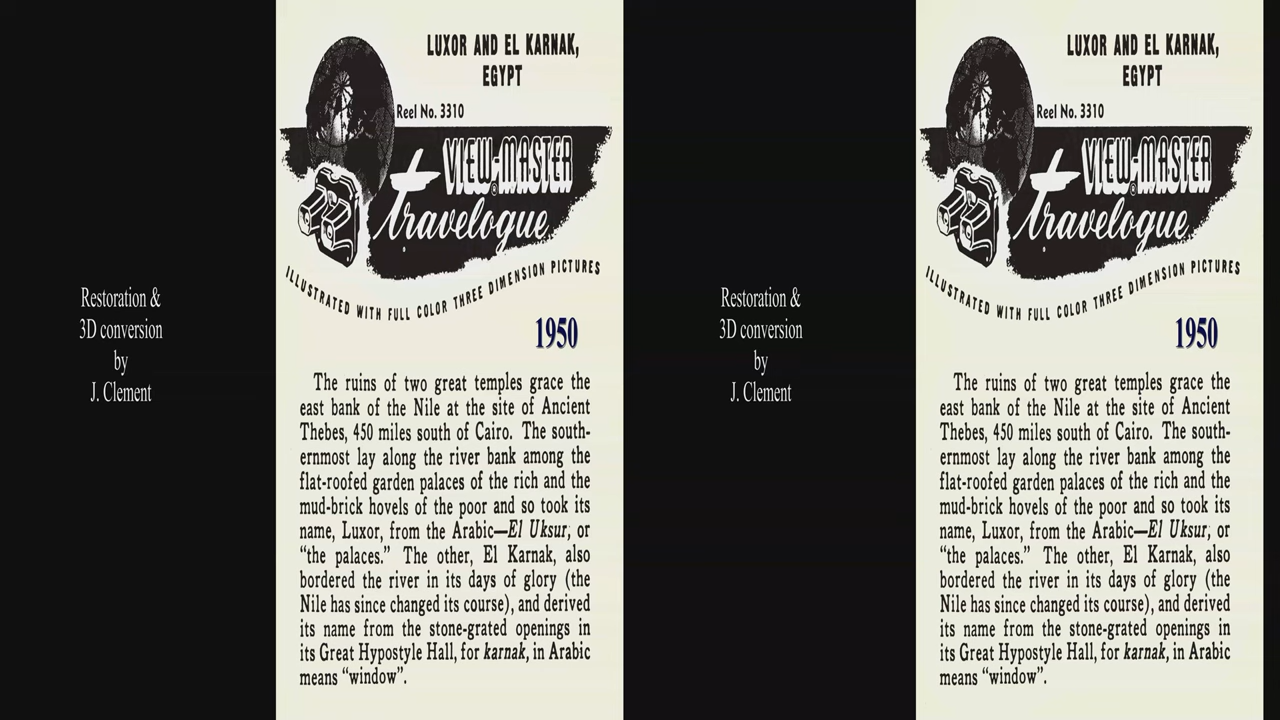 Restoration &
3D conversion
by
J. Clement
LUXOR AND EL KARNAK,
EGYPT
Reel No. 3310
VIEW-MASTER
travelogue
ILLUSTRATED WITH FULL COLOR THREE DIMENSION PICTURES
1950
The ruins of two great temples grace the
east bank of the Nile at the site of Ancient
Thebes, 450 miles south of Cairo. The south-
ernmost lay along the river bank among the
flat-roofed garden palaces of the rich and the
mud-brick hovels of the poor and so took its
name, Luxor, from the Arabic—El Uksur, or
“the palaces.” The other, El Karnak, also
bordered the river in its days of glory (the
Nile has since changed its course), and derived
its name from the stone-grated openings in
its Great Hypostyle Hall, for karnak, in Arabic
means “window”.
Restoration &
3D conversion
by
J. Clement
LUXOR AND EL KARNAK,
EGYPT
Reel No. 3310
VIEW-MASTER
travelogue
ILLUSTRATED WITH FULL COLOR THREE DIMENSION PICTURES
1950
The ruins of two great temples grace the
east bank of the Nile at the site of Ancient
Thebes, 450 miles south of Cairo. The south-
ernmost lay along the river bank among the
flat-roofed garden palaces of the rich and the
mud-brick hovels of the poor and so took its
name, Luxor, from the Arabic—El Uksur, or
“the palaces.” The other, El Karnak, also
bordered the river in its days of glory (the
Nile has since changed its course), and derived
its name from the stone-grated openings in
its Great Hypostyle Hall, for karnak, in Arabic
means “window”.